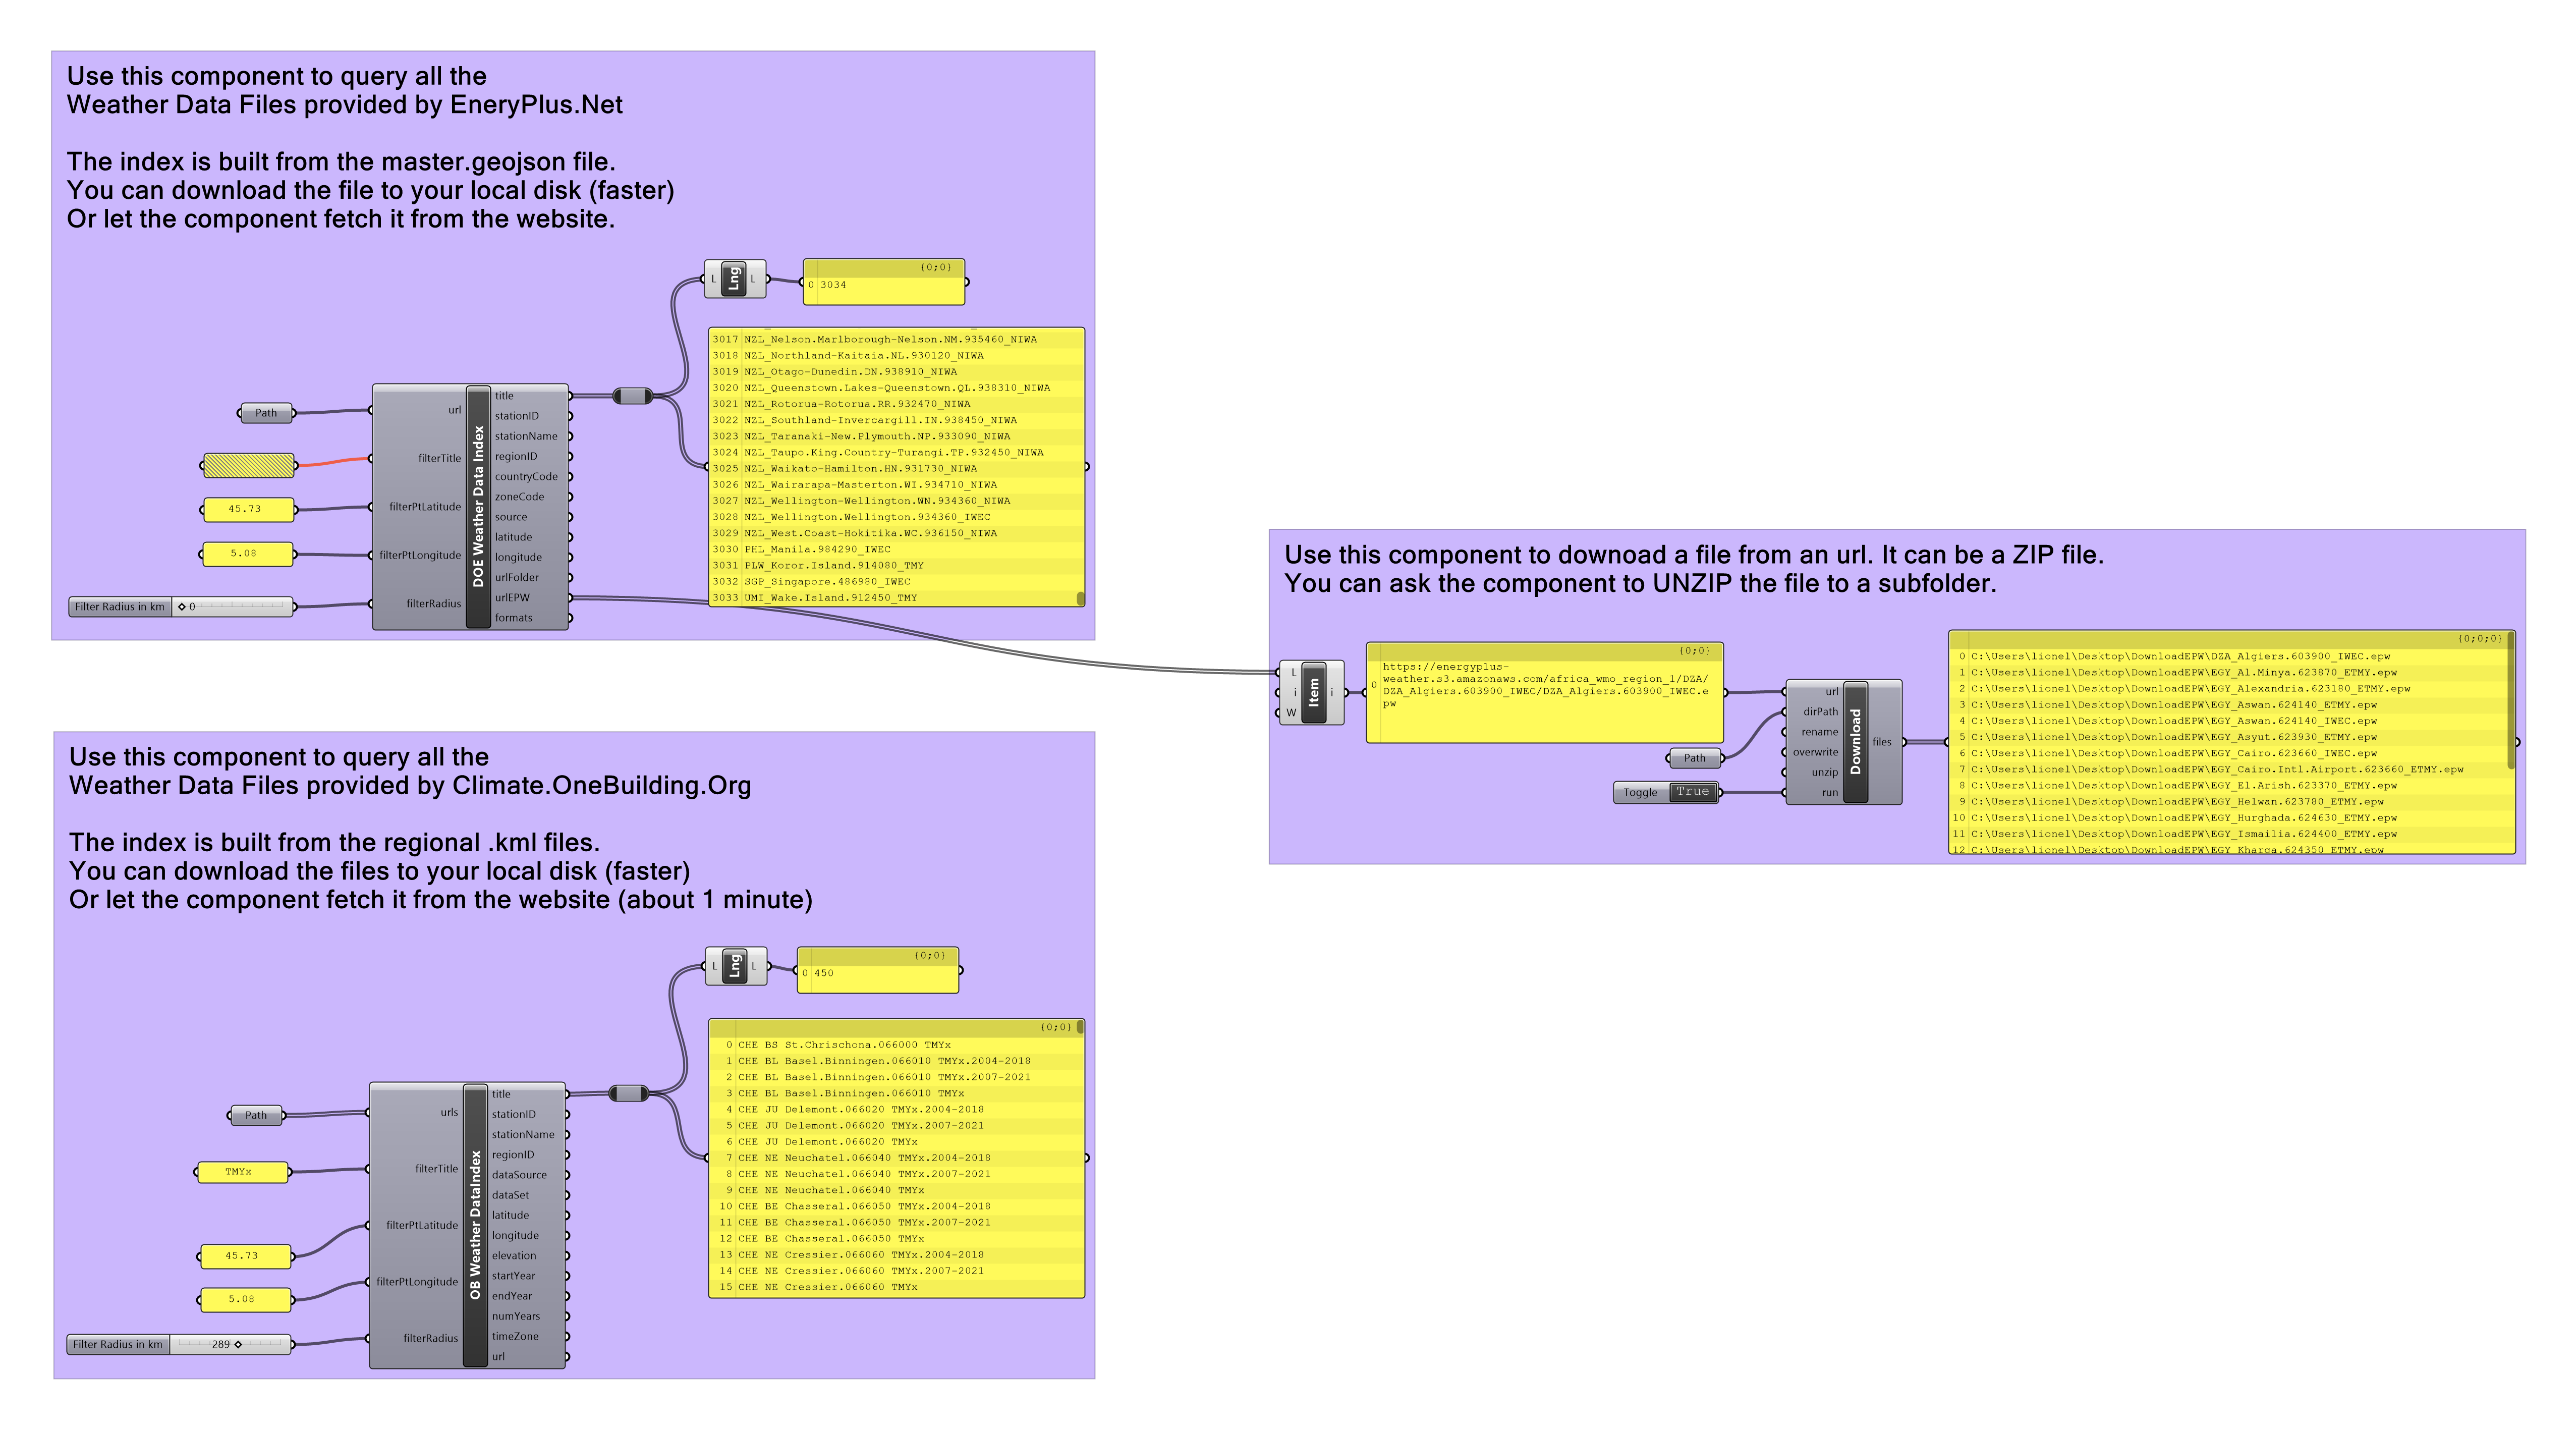 Use this component to query all the
Weather Data Files provided by EneryPlus.Net
The index is built from the master.geojson file.
You can download the file to your local disk (faster)
Or let the component fetch it from the website.
L Lng L
{0;0}
0 3034
3017 NZL_Nelson.Marlborough-Nelson.NM.935460_NIWA
3018 NZL_Northland-Kaitaia.NL.930120_NIWA
3019 NZL_Otago-Dunedin.DN.938910_NIWA
3020 NZL_Queenstown.Lakes-Queenstown.QL.938310_NIWA
3021 NZL_Rotorua-Rotorua.RR.932470_NIWA
3022 NZL_Southland-Invercargill.IN.938450_NIWA
3023 NZL_Taranaki-New.Plymouth.NP.933090_NIWA
3024 NZL_Taupo.King.Country-Turangi.TP.932450_NIWA
3025 NZL_Waikato-Hamilton.HN.931730_NIWA
3026 NZL_Wairarapa-Masterton.WI.934710_NIWA
3027 NZL_Wellington-Wellington.WN.934360_NIWA
3028 NZL_Wellington.Wellington.934360_IWEC
3029 NZL_West.Coast-Hokitika.WC.936150_NIWA
3030 PHL_Manila.984290_IWEC
3031 PLW_Koror.Island.914080_TMY
3032 SGP_Singapore.486980_IWEC
3033 UMI_Wake.Island.912450_TMY
Path
45.73
5.08
Filter Radius in km 0
url
filterTitle
filterPtLatitude
filterPtLongitude
filterRadius
DOE Weather Data Index
title
stationID
stationName
regionID
countryCode
zoneCode
source
latitude
longitude
urlFolder
urlEPW
formats
Use this component to downoad a file from an url. It can be a ZIP file.
You can ask the component to UNZIP the file to a subfolder.
L
i
W
Item
i
{0;0}
0
https://energyplus-
weather.s3.amazonaws.com/africa_wmo_region_1/DZA/
DZA_Algiers.603900_IWEC/DZA_Algiers.603900_IWEC.e
pw
Path
Toggle True
url
dirPath
rename
overwrite
unzip
run
Download
files
{0;0;0}
0 C:\Users\lionel\Desktop\DownloadEPW\DZA_Algiers.603900_IWEC.epw
1 C:\Users\lionel\Desktop\DownloadEPW\EGY_Al.Minya.623870_ETMY.epw
2 C:\Users\lionel\Desktop\DownloadEPW\EGY_Alexandria.623180_ETMY.epw
3 C:\Users\lionel\Desktop\DownloadEPW\EGY_Aswan.624140_ETMY.epw
4 C:\Users\lionel\Desktop\DownloadEPW\EGY_Aswan.624140_IWEC.epw
5 C:\Users\lionel\Desktop\DownloadEPW\EGY_Asyut.623930_ETMY.epw
6 C:\Users\lionel\Desktop\DownloadEPW\EGY_Cairo.623660_IWEC.epw
7 C:\Users\lionel\Desktop\DownloadEPW\EGY_Cairo.Intl.Airport.623660_ETMY.epw
8 C:\Users\lionel\Desktop\DownloadEPW\EGY_El.Arish.623370_ETMY.epw
9 C:\Users\lionel\Desktop\DownloadEPW\EGY_Helwan.623780_ETMY.epw
10 C:\Users\lionel\Desktop\DownloadEPW\EGY_Hurghada.624630_ETMY.epw
11 C:\Users\lionel\Desktop\DownloadEPW\EGY_Ismailia.624400_ETMY.epw
12 C:\Users\lionel\Desktop\DownloadEPW\EGY_Kharga.624350_ETMY.epw
Use this component to query all the
Weather Data Files provided by Climate.OneBuilding.Org
The index is built from the regional .kml files.
You can download the files to your local disk (faster)
Or let the component fetch it from the website (about 1 minute)
L Lng L
{0;0}
0 450
{0;0}
0 CHE BS St.Chrischona.066000 TMYx
1 CHE BL Basel.Binningen.066010 TMYx.2004-2018
2 CHE BL Basel.Binningen.066010 TMYx.2007-2021
3 CHE BL Basel.Binningen.066010 TMYx
4 CHE JU Delemont.066020 TMYx.2004-2018
5 CHE JU Delemont.066020 TMYx.2007-2021
6 CHE JU Delemont.066020 TMYx
7 CHE NE Neuchatel.066040 TMYx.2004-2018
8 CHE NE Neuchatel.066040 TMYx.2007-2021
9 CHE NE Neuchatel.066040 TMYx
10 CHE BE Chasseral.066050 TMYx.2004-2018
11 CHE BE Chasseral.066050 TMYx.2007-2021
12 CHE BE Chasseral.066050 TMYx
13 CHE NE Cressier.066060 TMYx.2004-2018
14 CHE NE Cressier.066060 TMYx.2007-2021
15 CHE NE Cressier.066060 TMYx
Path
TMYx
45.73
5.08
Filter Radius in km 289
urls
filterTitle
filterPtLatitude
filterPtLongitude
filterRadius
OB Weather DataIndex
title
stationID
stationName
regionID
dataSource
dataSet
latitude
longitude
elevation
startYear
endYear
numYears
timeZone
url